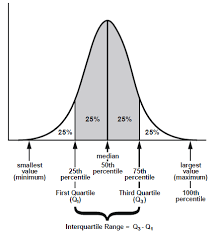 25% 25%
25% 25%
smallest
value
(minimum)
25th
percentile
First Quartile
(Q₁)
median
50th
percentile
75th
percentile
Third Quartile
(Q₃)
largest
value
(maximum)
100th
percentile
Interquartile Range = Q₃ - Q₁